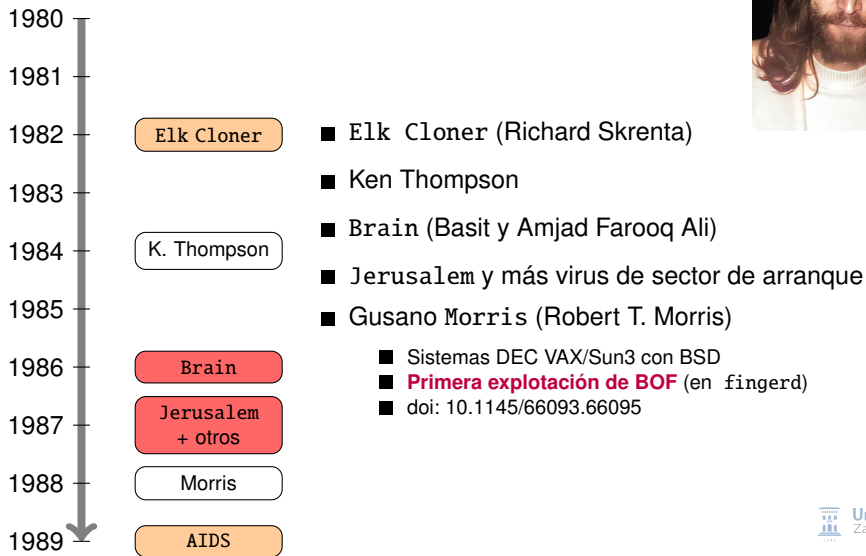 1980
1981
1982
1983
1984
1985
1986
1987
1988
1989
Elk Cloner
K. Thompson
Brain
Jerusalem
+ otros
Morris
AIDS
■ Elk Cloner (Richard Skrenta)
■ Ken Thompson
■ Brain (Basit y Amjad Farooq Ali)
■ Jerusalem y más virus de sector de arranque
■ Gusano Morris (Robert T. Morris)
■ Sistemas DEC VAX/Sun3 con BSD
■ Primera explotación de BOF (en fingerd)
■ doi: 10.1145/66093.66095